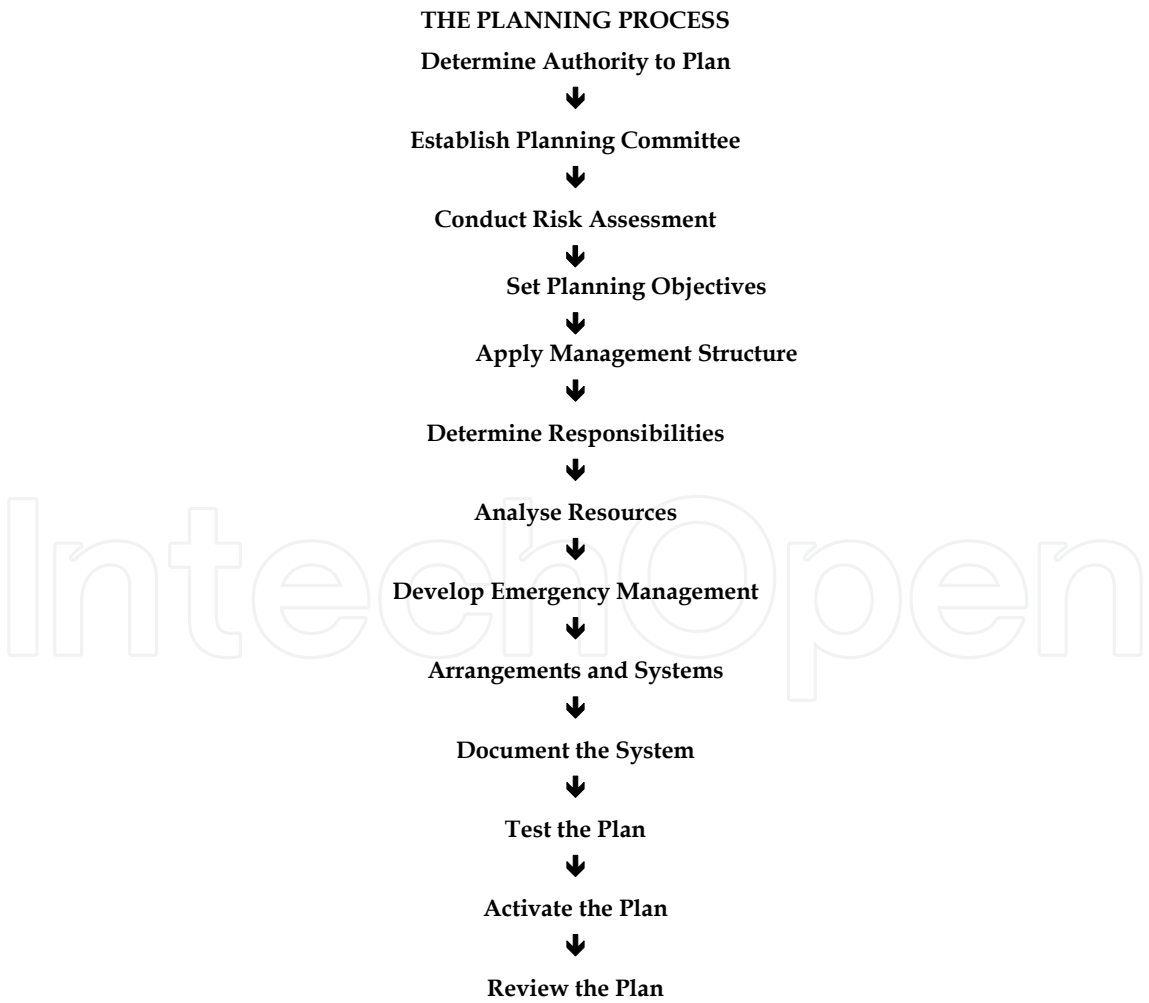 THE PLANNING PROCESS
Determine Authority to Plan
Establish Planning Committee
Conduct Risk Assessment
Set Planning Objectives
Apply Management Structure
Determine Responsibilities
Analyse Resources
IntechOpen
Develop Emergency Management
Arrangements and Systems
Document the System
Test the Plan
Activate the Plan
Review the Plan